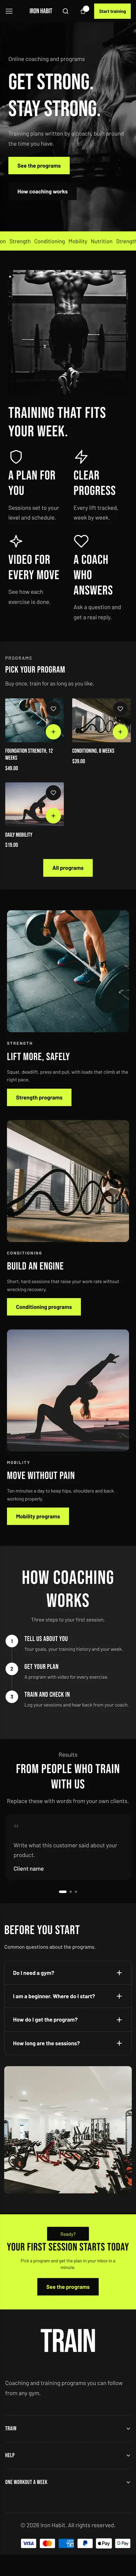 IRON HABIT
Start training
Online coaching and programs
GET STRONG.
STAY STRONG.
Training plans written by a coach, built around
the time you have.
See the programs
How coaching works
on Strength Conditioning Mobility Nutrition Strength
TRAINING THAT FITS
YOUR WEEK.
A PLAN FOR
YOU
Sessions set to your
level and schedule.
CLEAR
PROGRESS
Every lift tracked,
week by week.
VIDEO FOR
EVERY MOVE
See how each
exercise is done.
A COACH
WHO
ANSWERS
Ask a question and
get a real reply.
PROGRAMS
PICK YOUR PROGRAM
Buy once, train for as long as you like.
FOUNDATION STRENGTH, 12
WEEKS
$49.00
CONDITIONING, 8 WEEKS
$39.00
DAILY MOBILITY
$19.00
All programs
STRENGTH
LIFT MORE, SAFELY
Squat, deadlift, press and pull, with loads that climb at the
right pace.
Strength programs
CONDITIONING
BUILD AN ENGINE
Short, hard sessions that raise your work rate without
wrecking recovery.
Conditioning programs
MOBILITY
MOVE WITHOUT PAIN
Ten minutes a day to keep hips, shoulders and back
working properly.
Mobility programs
HOW COACHING
WORKS
Three steps to your first session.
1
TELL US ABOUT YOU
Your goals, your training history and your week.
2
GET YOUR PLAN
A program with video for every exercise.
3
TRAIN AND CHECK IN
Log your sessions and hear back from your coach.
Results
FROM PEOPLE WHO TRAIN
WITH US
Replace these with words from your own clients.
Write what this customer said about your
product.
Client name
BEFORE YOU START
Common questions about the programs.
Do I need a gym?
I am a beginner. Where do I start?
How do I get the program?
How long are the sessions?
Ready?
YOUR FIRST SESSION STARTS TODAY
Pick a program and get the plan in your inbox in a
minute.
See the programs
TRAIN
Coaching and training programs you can follow
from any gym.
TRAIN
HELP
ONE WORKOUT A WEEK
© 2026 Iron Habit. All rights reserved.
VISA
PayPal
G Pay
Pay